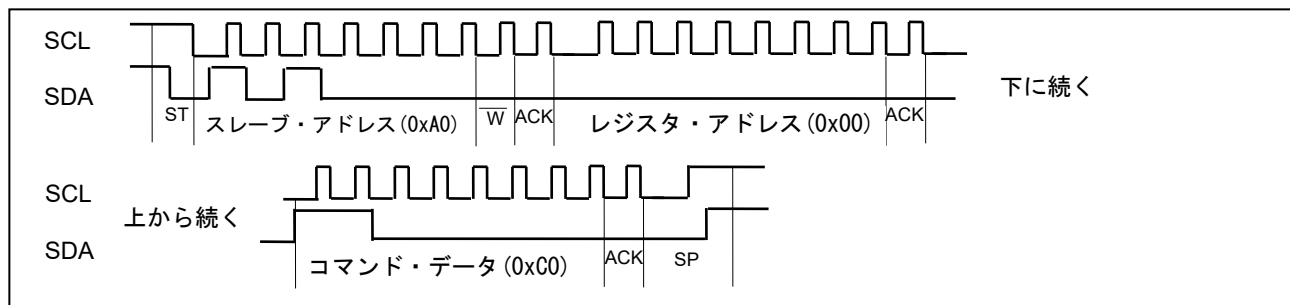 SCL
SDA
ST
スレーブ・アドレス(0xA0)
W
ACK
レジスタ・アドレス(0x00)
ACK
下に続く
SCL
上から続く
SDA
コマンド・データ(0xC0)
ACK
SP